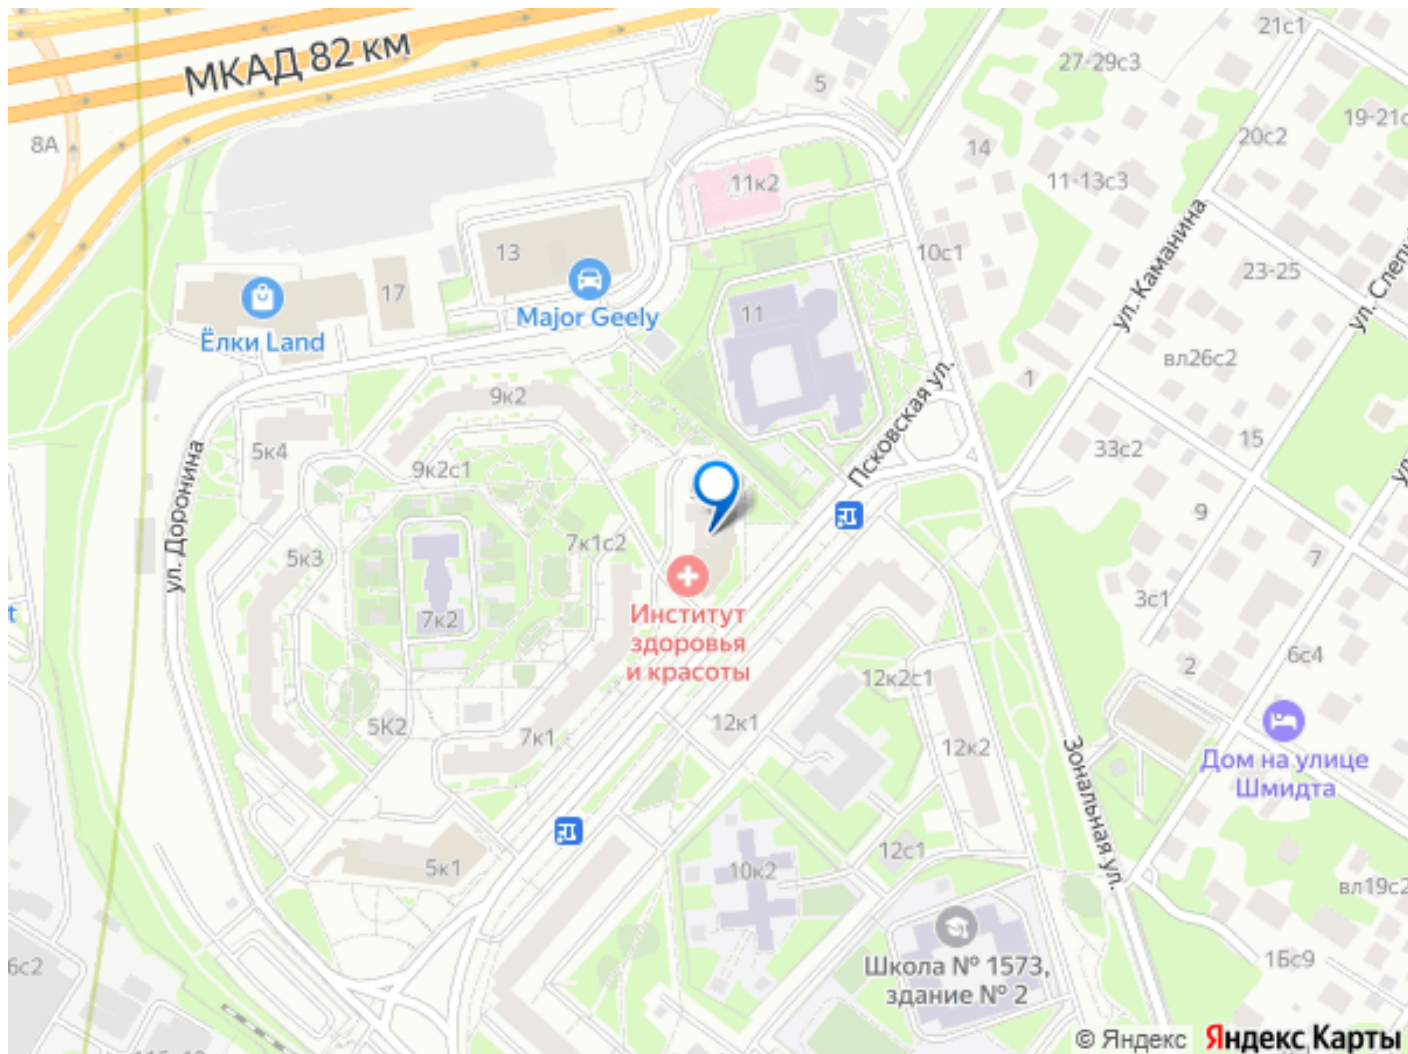 МКАД 82 км
21с1
27-29с3
5
8А
19-21с
20с2
14
11-13с3
11к2
10с1
13
17
23-25
ул. Каманина
ул. Слепн
11
Major Geely
Ёлки Land
вл26с2
1
9к2
Псковская ул.
5к4
9к2с1
15
33с2
ул. Доронина
9
7к1с2
5к3
7
3с1
7к2
Институт
здоровья
и красоты
6с4
2
12к2с1
5К2
7к1
12к1
12к2
Дом на улице
Шмидта
Зональная ул.
12с1
5к1
10к2
вл19с2
Школа № 1573,
здание № 2
1Бс9
6с2
© Яндекс
Яндекс Карты